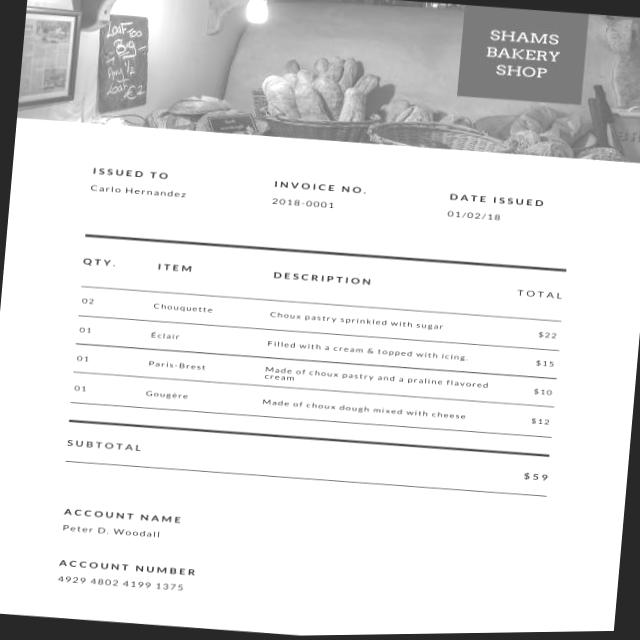 Loaf Too
Big
Any 1/2
Loaf €2
SHAMS
BAKERY
SHOP
ISSUED TO
Carlo Hernandez
INVOICE NO.
2018-0001
DATE ISSUED
01/02/18
QTY. ITEM DESCRIPTION TOTAL
02 Chouquette Choux pastry sprinkled with sugar $22
01 Éclair Filled with a cream & topped with icing. $15
01 Paris-Brest Made of choux pastry and a praline flavored $10
cream
01 Gougère Made of choux dough mixed with cheese $12
SUBTOTAL $59
ACCOUNT NAME
Peter D. Woodall
ACCOUNT NUMBER
4929 4802 4199 1375